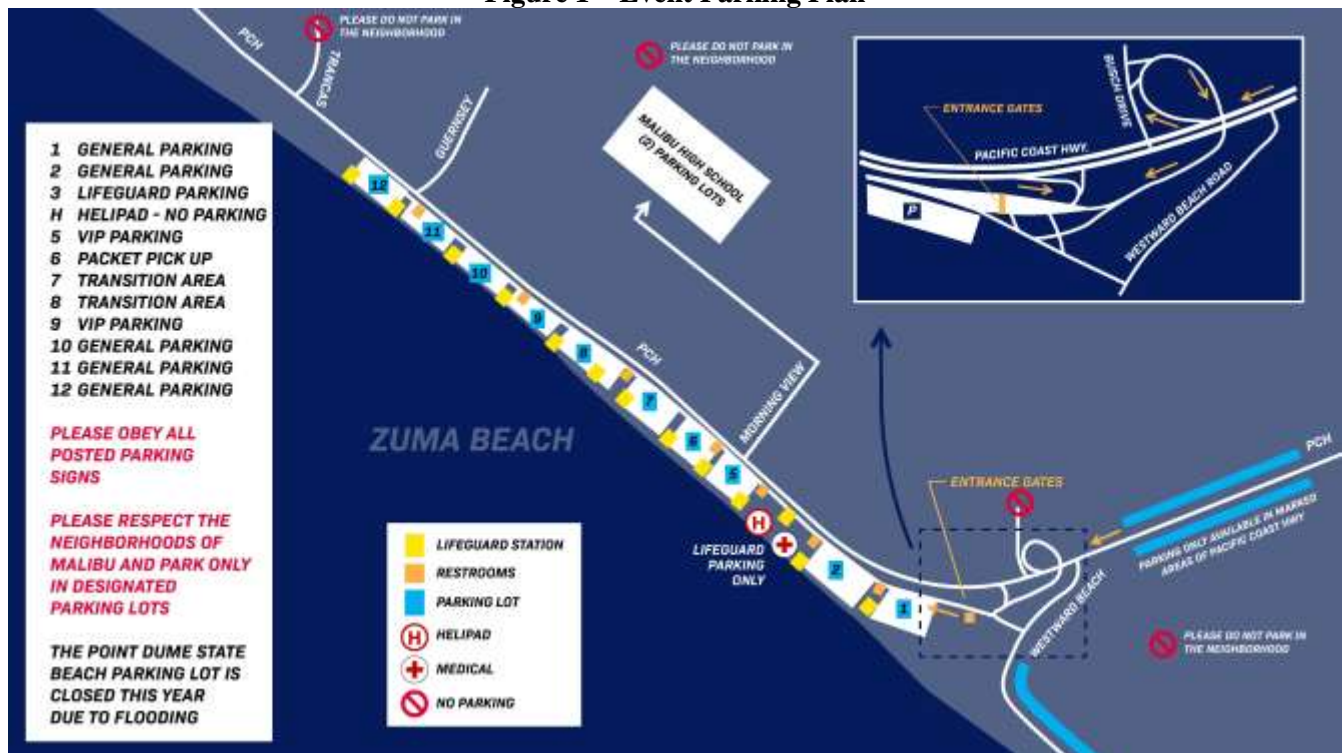 Figure 1 – Event Parking Plan
PCH
TRANCAS
PLEASE DO NOT PARK IN
THE NEIGHBORHOOD
GUERNSEY
PLEASE DO NOT PARK IN
THE NEIGHBORHOOD
MALIBU HIGH SCHOOL
(2) PARKING LOTS
BUSCH DRIVE
ENTRANCE GATES
PACIFIC COAST HWY.
WESTWARD BEACH ROAD
P
1 GENERAL PARKING
2 GENERAL PARKING
3 LIFEGUARD PARKING
H HELIPAD - NO PARKING
5 VIP PARKING
6 PACKET PICK UP
7 TRANSITION AREA
8 TRANSITION AREA
9 VIP PARKING
10 GENERAL PARKING
11 GENERAL PARKING
12 GENERAL PARKING
PLEASE OBEY ALL
POSTED PARKING
SIGNS
PLEASE RESPECT THE
NEIGHBORHOODS OF
MALIBU AND PARK ONLY
IN DESIGNATED
PARKING LOTS
THE POINT DUME STATE
BEACH PARKING LOT IS
CLOSED THIS YEAR
DUE TO FLOODING
12
11
10
9
8
7
6
5
H
2
1
PCH
MORNING VIEW
ZUMA BEACH
LIFEGUARD
PARKING
ONLY
ENTRANCE GATES
PCH
PARKING ONLY AVAILABLE IN MARKED
AREAS OF PACIFIC COAST HWY
WESTWARD BEACH
PLEASE DO NOT PARK IN
THE NEIGHBORHOOD
LIFEGUARD STATION
RESTROOMS
PARKING LOT
H HELIPAD
MEDICAL
NO PARKING